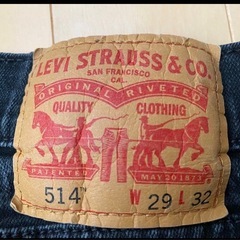 LEVI STRAUSS & CO.
SAN FRANCISCO
CAL.
ORIGINAL RIVETED
QUALITY CLOTHING
PATENTED MAY 20 1873
514 W 29 L 32